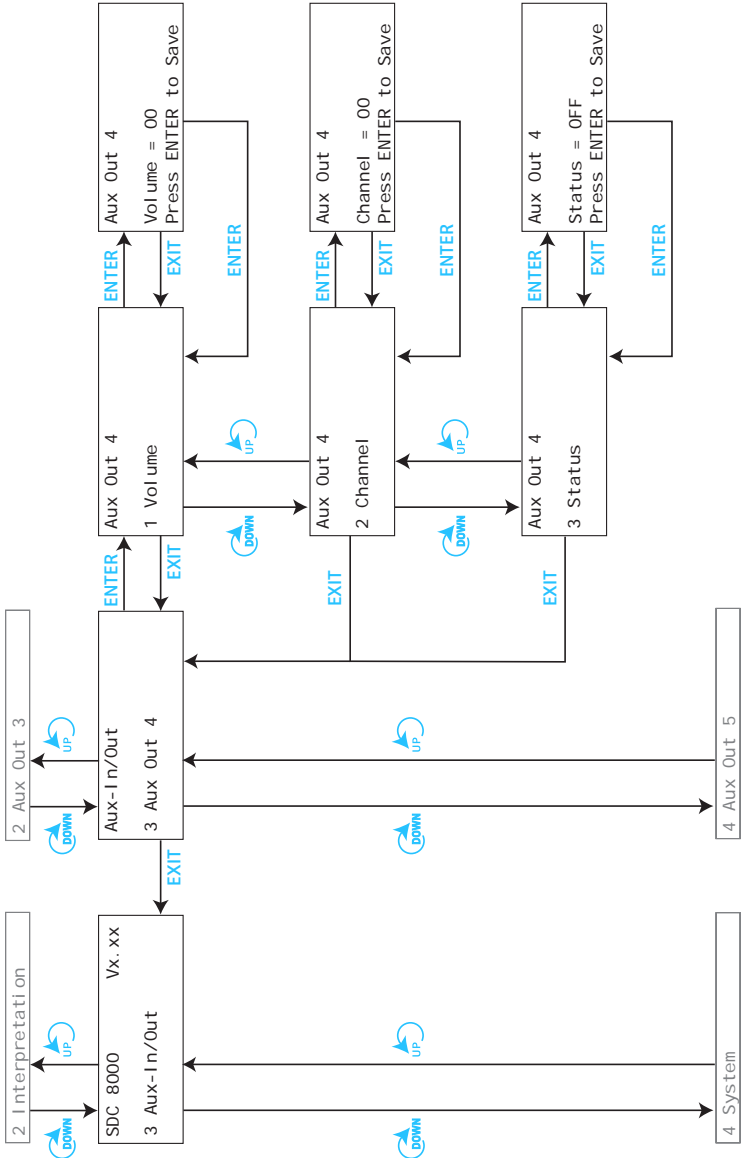 2 Interpretation
2 Aux Out 3
DOWN
UP
DOWN
UP
SDC 8000 Vx.xx
3 Aux-In/Out
EXIT
Aux-In/Out
3 Aux Out 4
ENTER
EXIT
Aux Out 4
1 Volume
ENTER
EXIT
Aux Out 4
Volume = 00
Press ENTER to Save
DOWN
UP
ENTER
Aux Out 4
2 Channel
ENTER
EXIT
Aux Out 4
Channel = 00
Press ENTER to Save
EXIT
DOWN
UP
DOWN
UP
DOWN
UP
ENTER
Aux Out 4
3 Status
ENTER
EXIT
Aux Out 4
Status = OFF
Press ENTER to Save
EXIT
ENTER
4 System
4 Aux Out 5